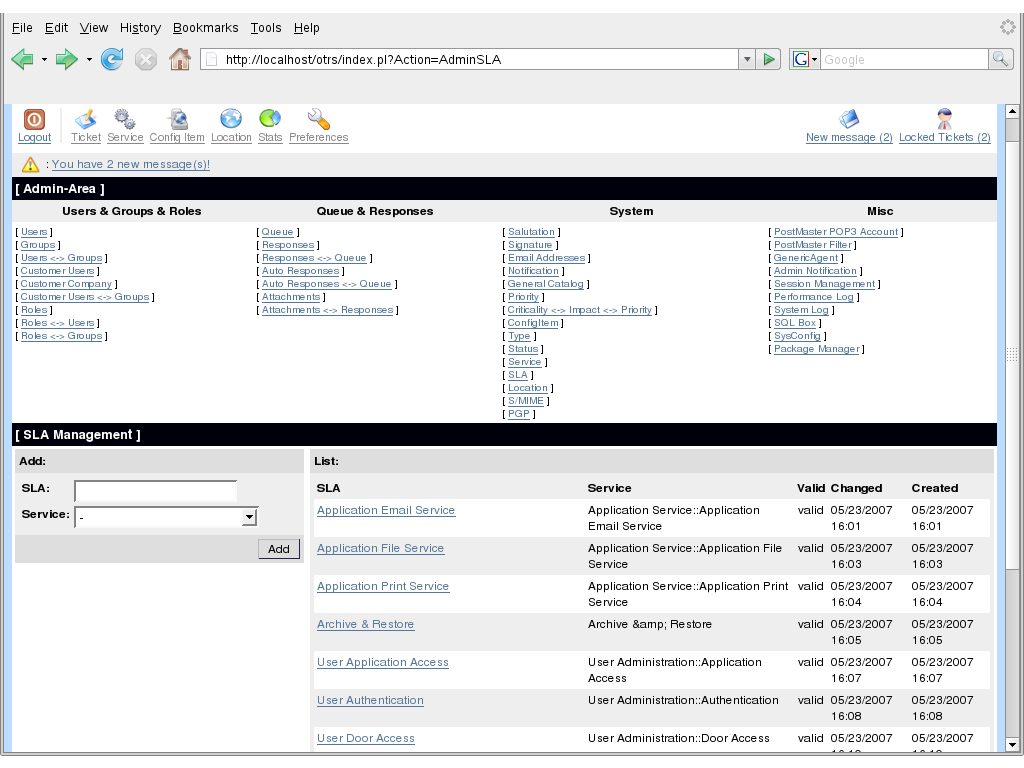 File Edit View History Bookmarks Tools Help
http://localhost/otrs/index.pl?Action=AdminSLA
G Google
Logout Ticket Service Config Item Location Stats Preferences New message (2) Locked Tickets (2)
: You have 2 new message(s)!
[ Admin-Area ]
Users & Groups & Roles
[ Users ]
[ Groups ]
[ Users <-> Groups ]
[ Customer Users ]
[ Customer Company ]
[ Customer Users <-> Groups ]
[ Roles ]
[ Roles <-> Users ]
[ Roles <-> Groups ]
Queue & Responses
[ Queue ]
[ Responses ]
[ Responses <-> Queue ]
[ Auto Responses ]
[ Auto Responses <-> Queue ]
[ Attachments ]
[ Attachments <-> Responses ]
System
[ Salutation ]
[ Signature ]
[ Email Addresses ]
[ Notification ]
[ General Catalog ]
[ Priority ]
[ Criticality <-> Impact <-> Priority ]
[ ConfigItem ]
[ Type ]
[ Status ]
[ Service ]
[ SLA ]
[ Location ]
[ S/MIME ]
[ PGP ]
Misc
[ PostMaster POP3 Account ]
[ PostMaster Filter ]
[ GenericAgent ]
[ Admin Notification ]
[ Session Management ]
[ Performance Log ]
[ System Log ]
[ SQL Box ]
[ SysConfig ]
[ Package Manager ]
[ SLA Management ]
Add:
SLA:
Service: -
Add
List:
SLA Service Valid Changed Created
Application Email Service Application Service::Application valid 05/23/2007 05/23/2007
Email Service 16:01 16:01
Application File Service Application Service::Application File valid 05/23/2007 05/23/2007
Service 16:03 16:03
Application Print Service Application Service::Application Print valid 05/23/2007 05/23/2007
Service 16:04 16:04
Archive & Restore Archive &amp; Restore valid 05/23/2007 05/23/2007
16:05 16:05
User Application Access User Administration::Application valid 05/23/2007 05/23/2007
Access 16:07 16:07
User Authentication User Administration::Authentication valid 05/23/2007 05/23/2007
16:08 16:08
User Door Access User Administration::Door Access valid 05/23/2007 05/23/2007